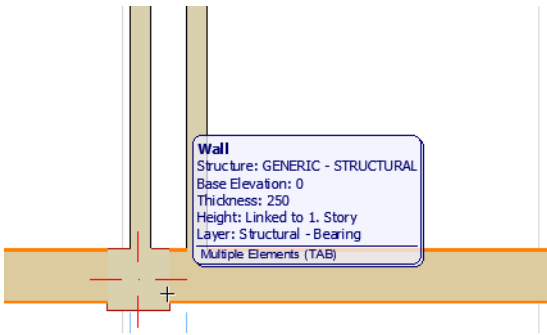 Wall
Structure: GENERIC - STRUCTURAL
Base Elevation: 0
Thickness: 250
Height: Linked to 1. Story
Layer: Structural - Bearing
Multiple Elements (TAB)